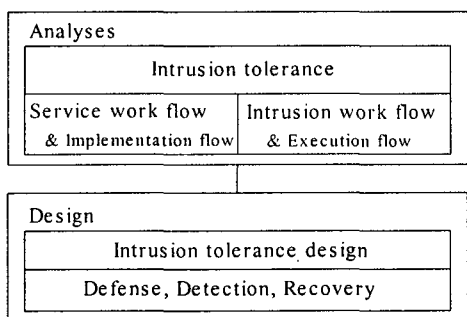 Analyses
Intrusion tolerance
Service work flow
& Implementation flow
Intrusion work flow
& Execution flow
Design
Intrusion tolerance design
Defense, Detection, Recovery